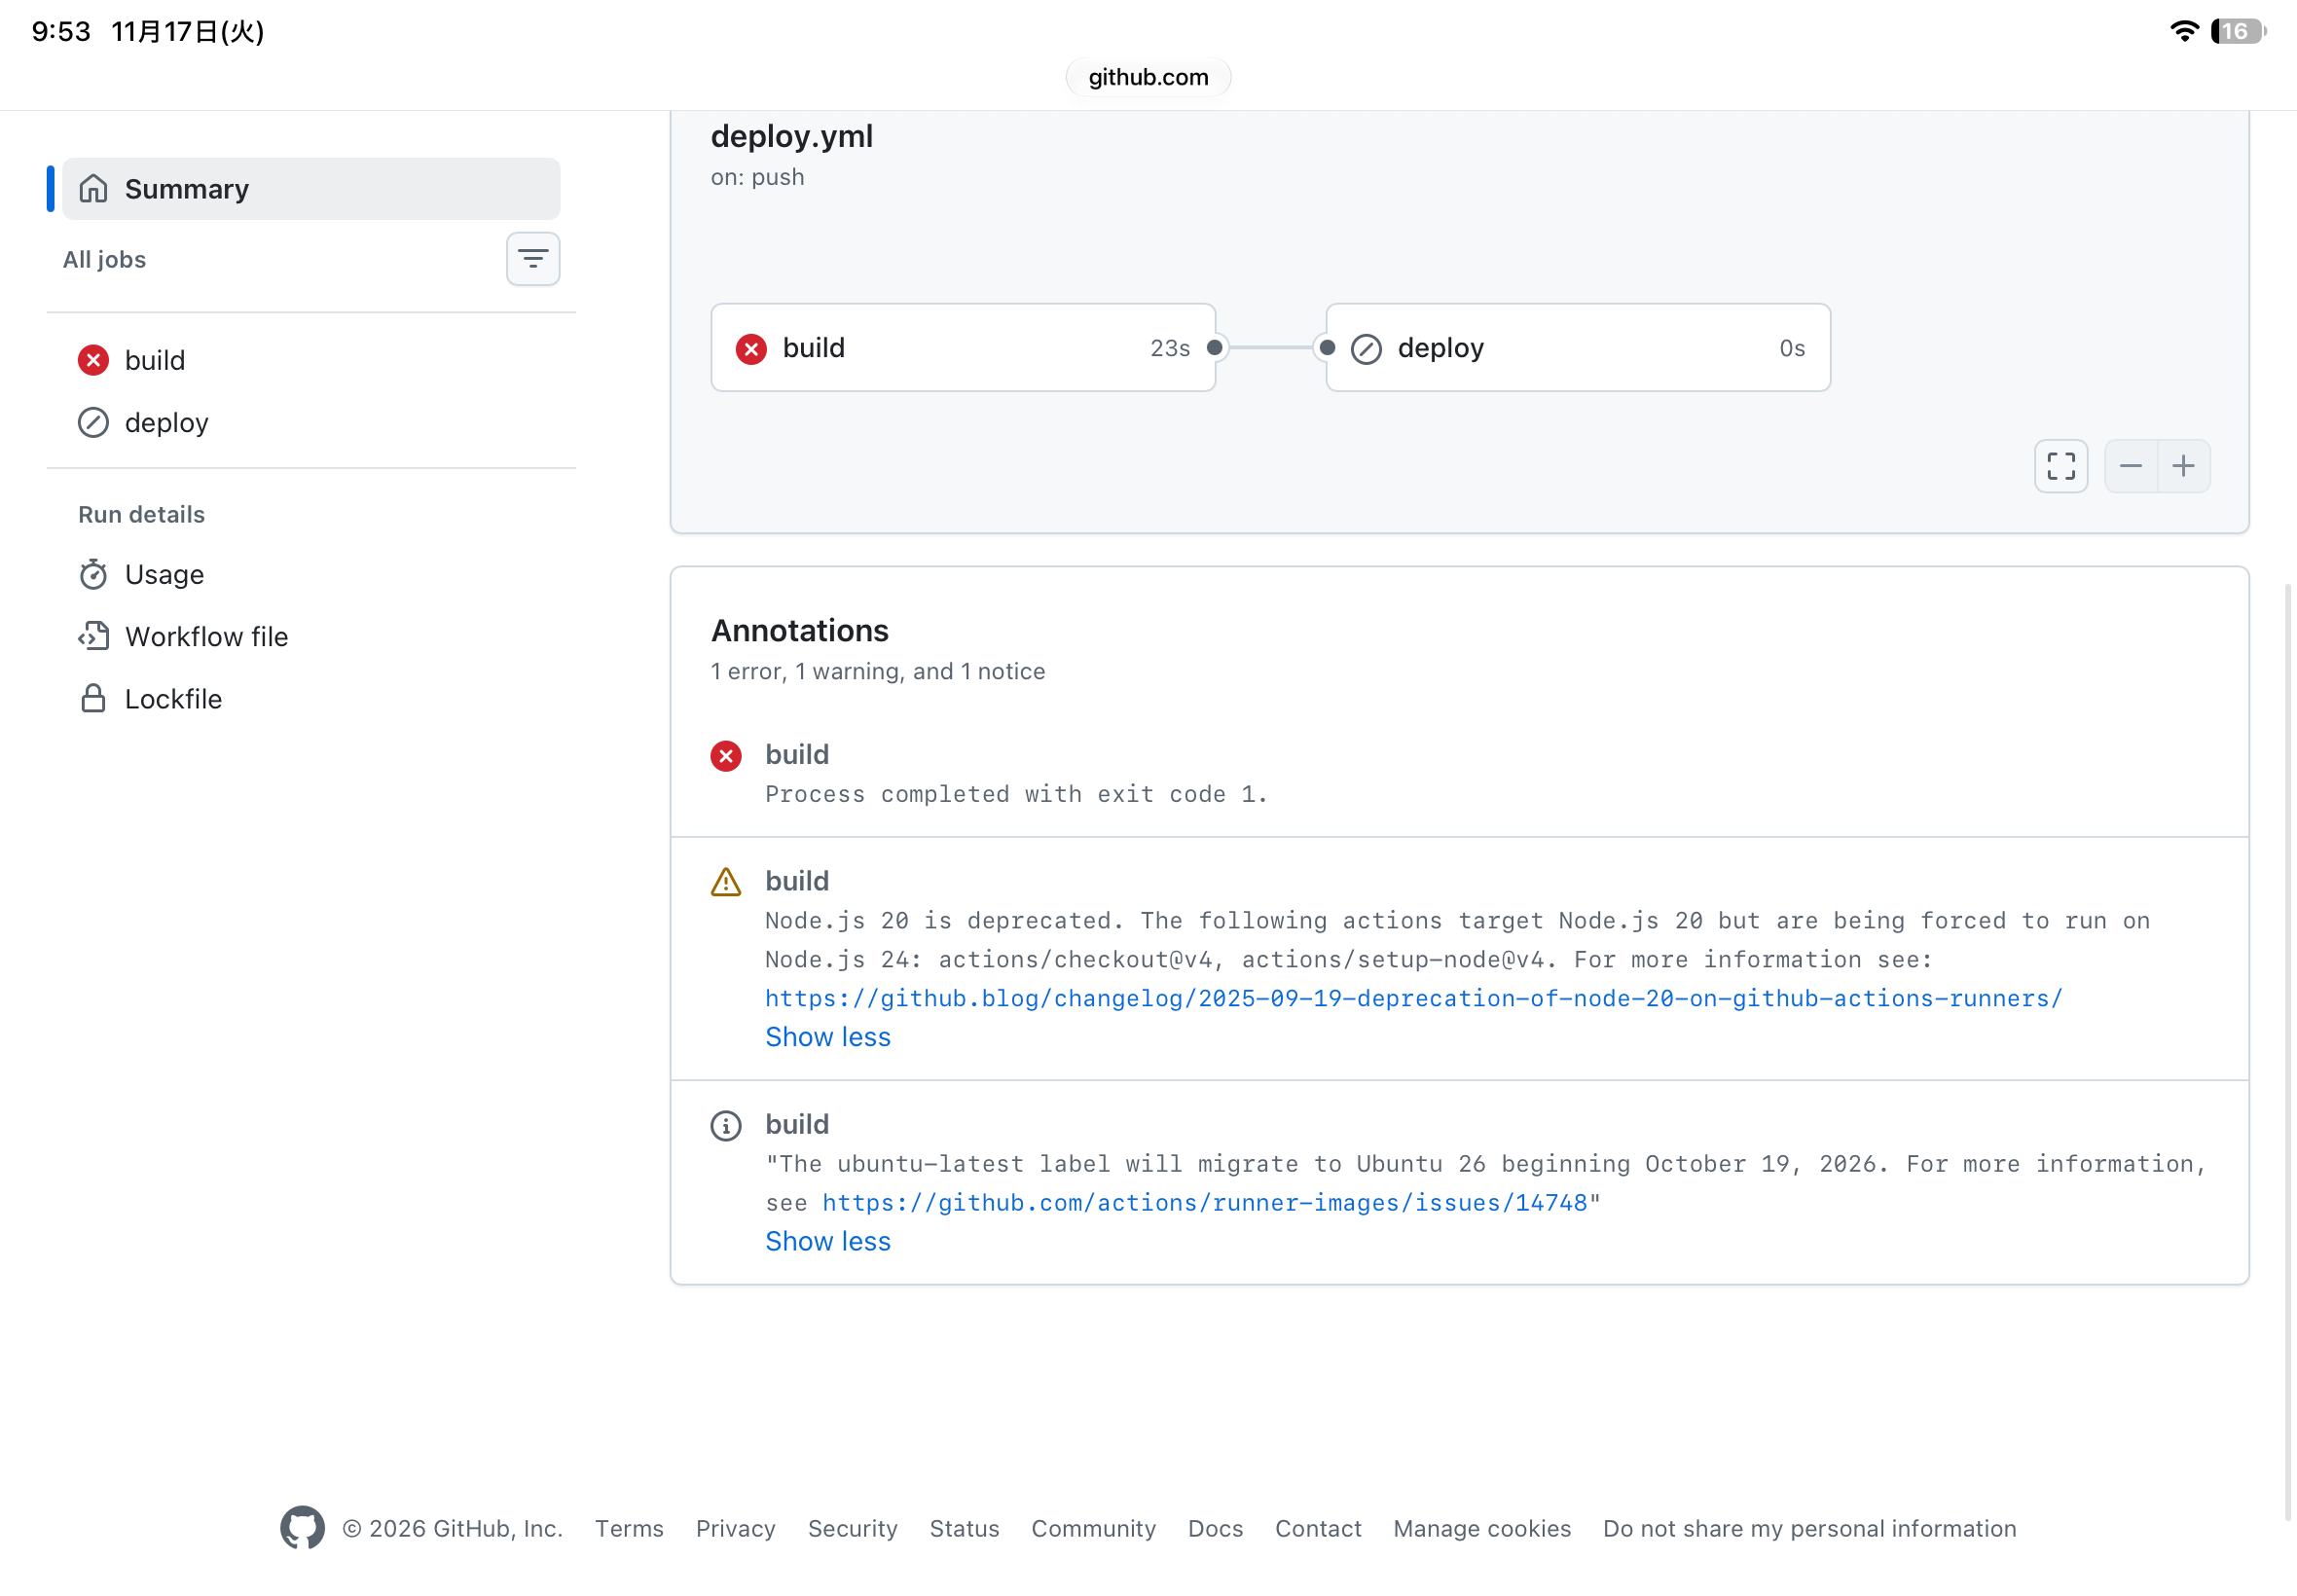 9:53 11月17日(火)
16
github.com
Summary
All jobs
build
deploy
Run details
Usage
Workflow file
Lockfile
deploy.yml
on: push
build 23s
deploy 0s
Annotations
1 error, 1 warning, and 1 notice
build
Process completed with exit code 1.
build
Node.js 20 is deprecated. The following actions target Node.js 20 but are being forced to run on
Node.js 24: actions/checkout@v4, actions/setup-node@v4. For more information see:
https://github.blog/changelog/2025-09-19-deprecation-of-node-20-on-github-actions-runners/
Show less
build
"The ubuntu-latest label will migrate to Ubuntu 26 beginning October 19, 2026. For more information,
see https://github.com/actions/runner-images/issues/14748"
Show less
© 2026 GitHub, Inc. Terms Privacy Security Status Community Docs Contact Manage cookies Do not share my personal information